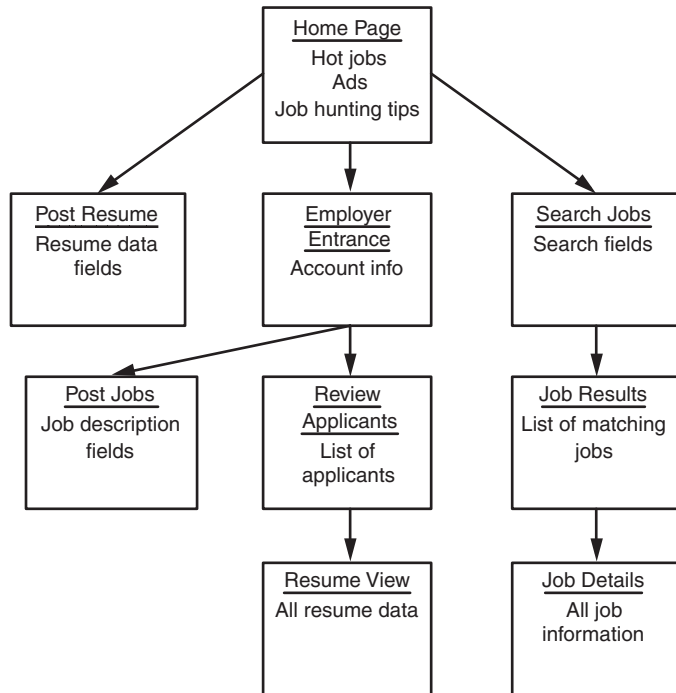 Home Page
Hot jobs
Ads
Job hunting tips
Post Resume
Resume data
fields
Employer
Entrance
Account info
Search Jobs
Search fields
Post Jobs
Job description
fields
Review
Applicants
List of
applicants
Job Results
List of matching
jobs
Resume View
All resume data
Job Details
All job
information